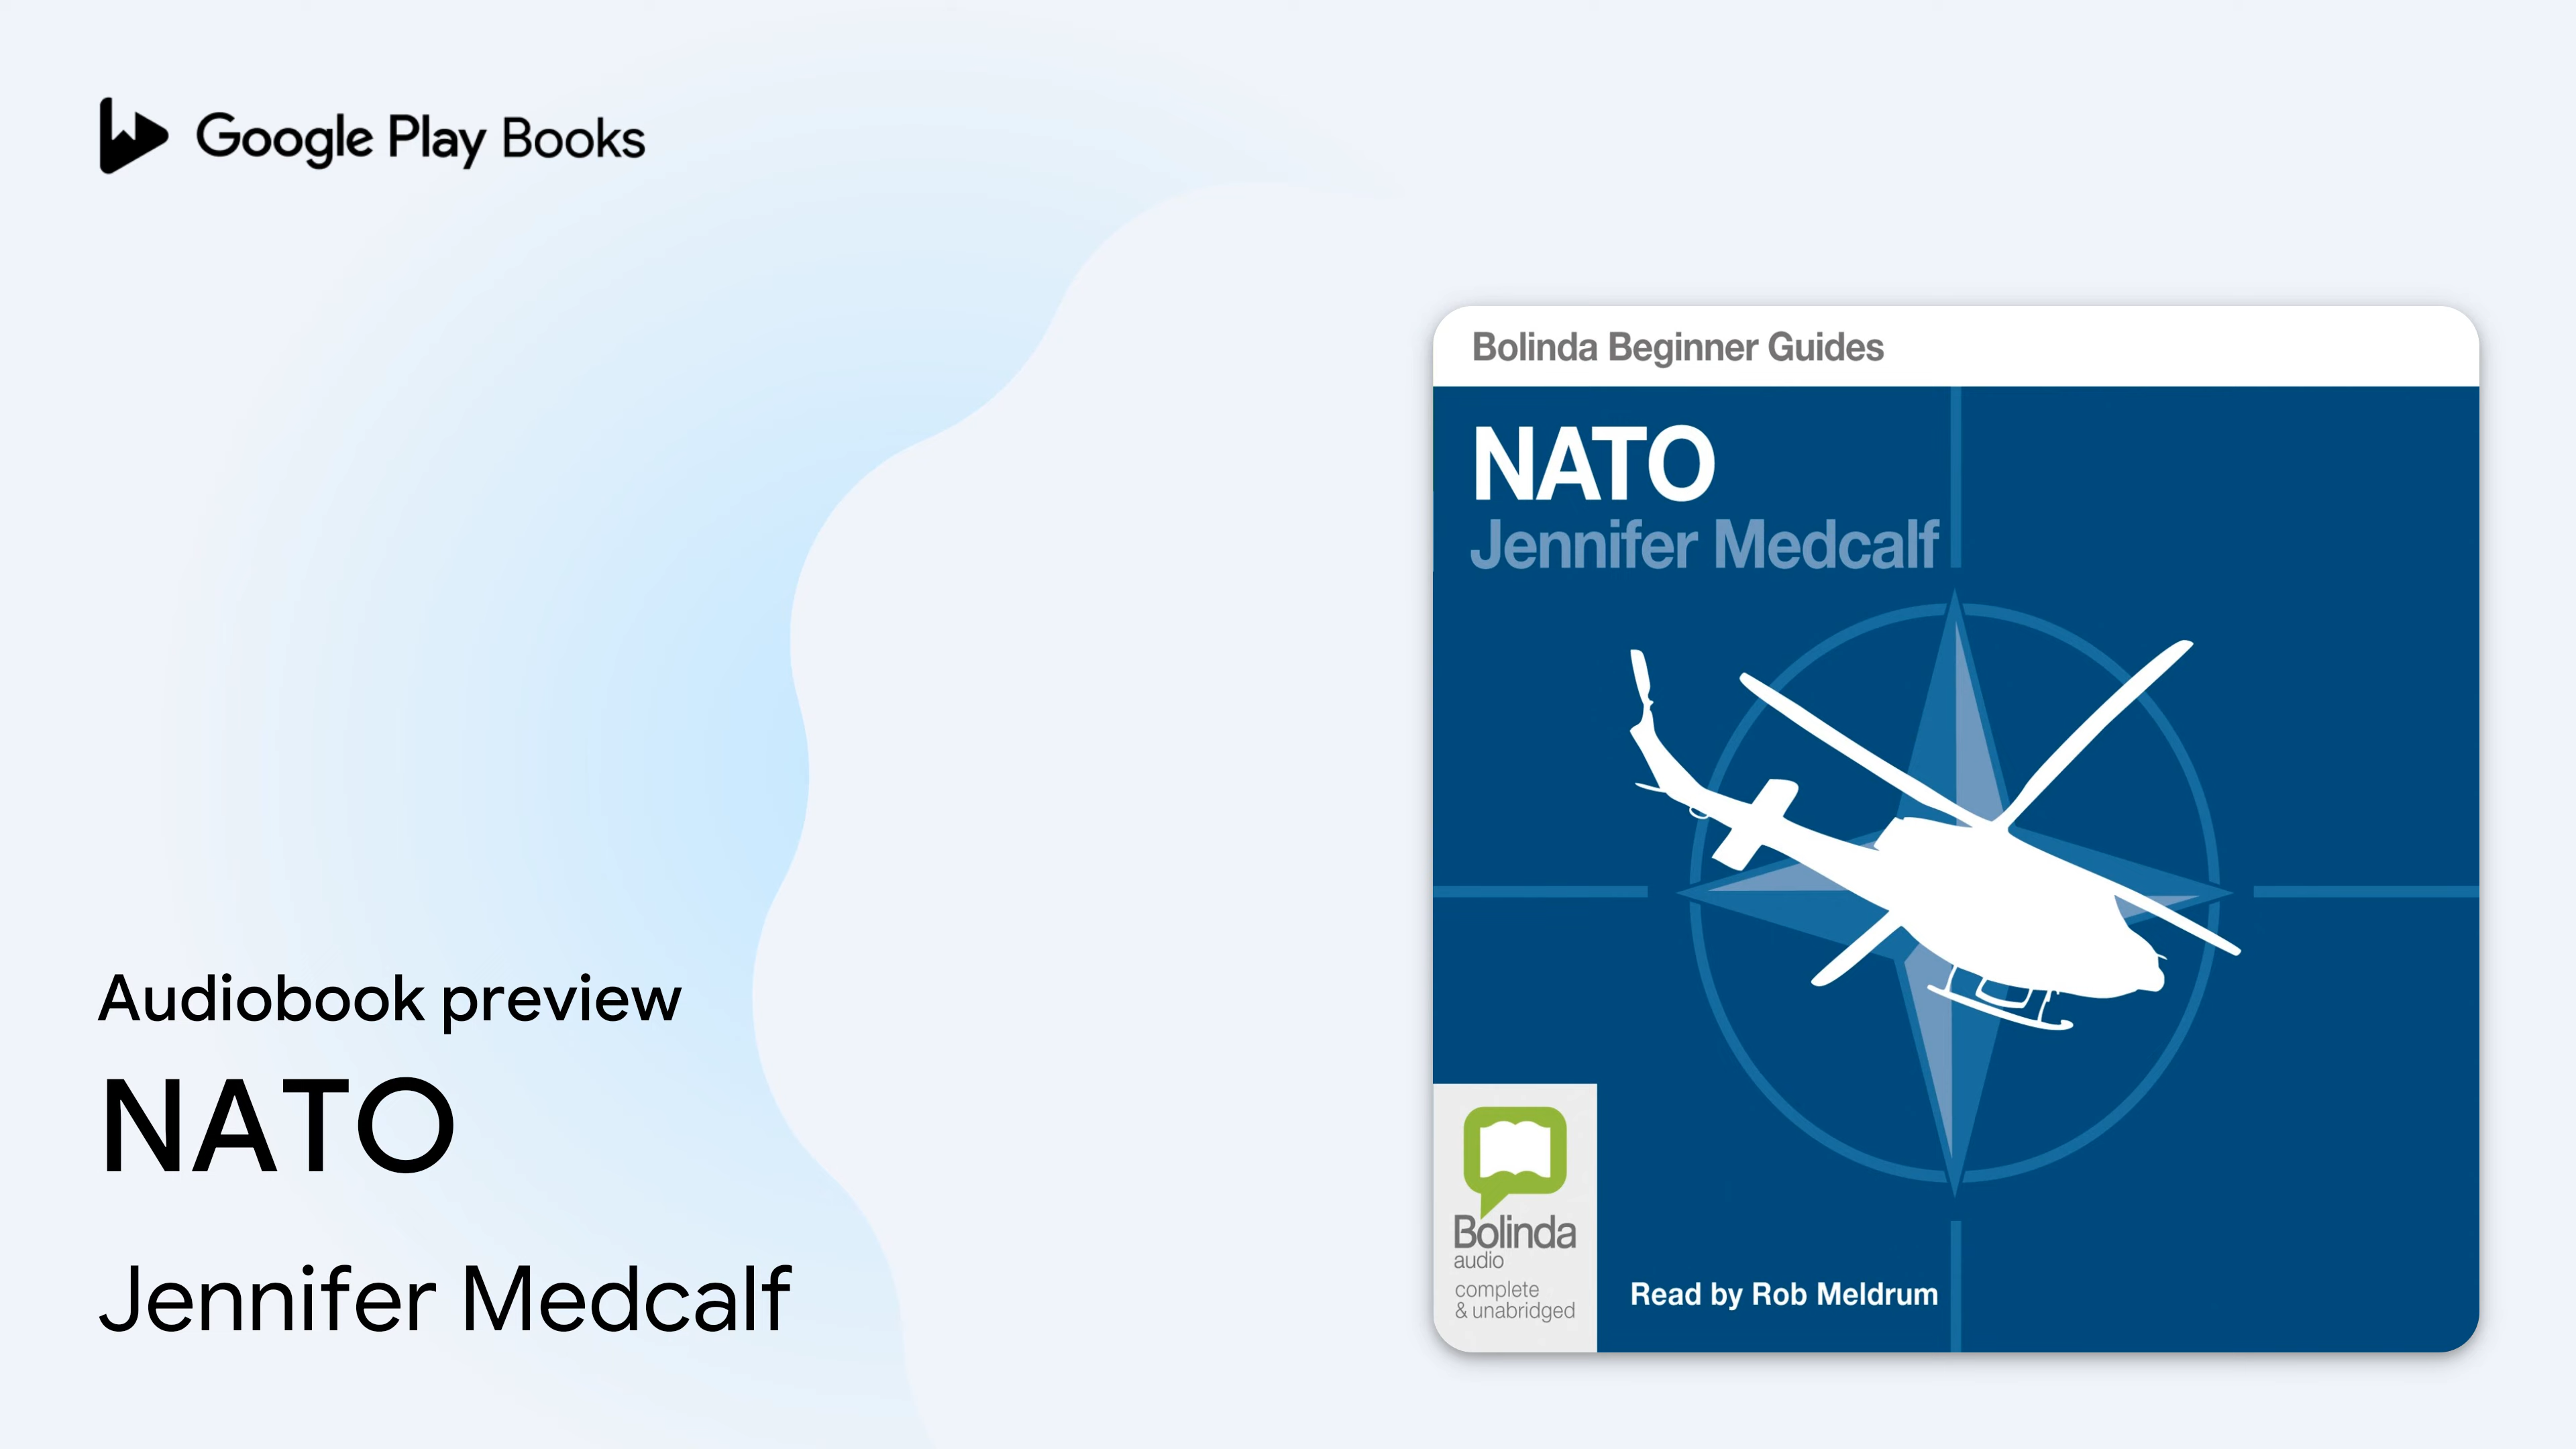 Google Play Books
Audiobook preview
NATO
Jennifer Medcalf
Bolinda Beginner Guides
NATO
Jennifer Medcalf
Bolinda
audio
complete
& unabridged
Read by Rob Meldrum